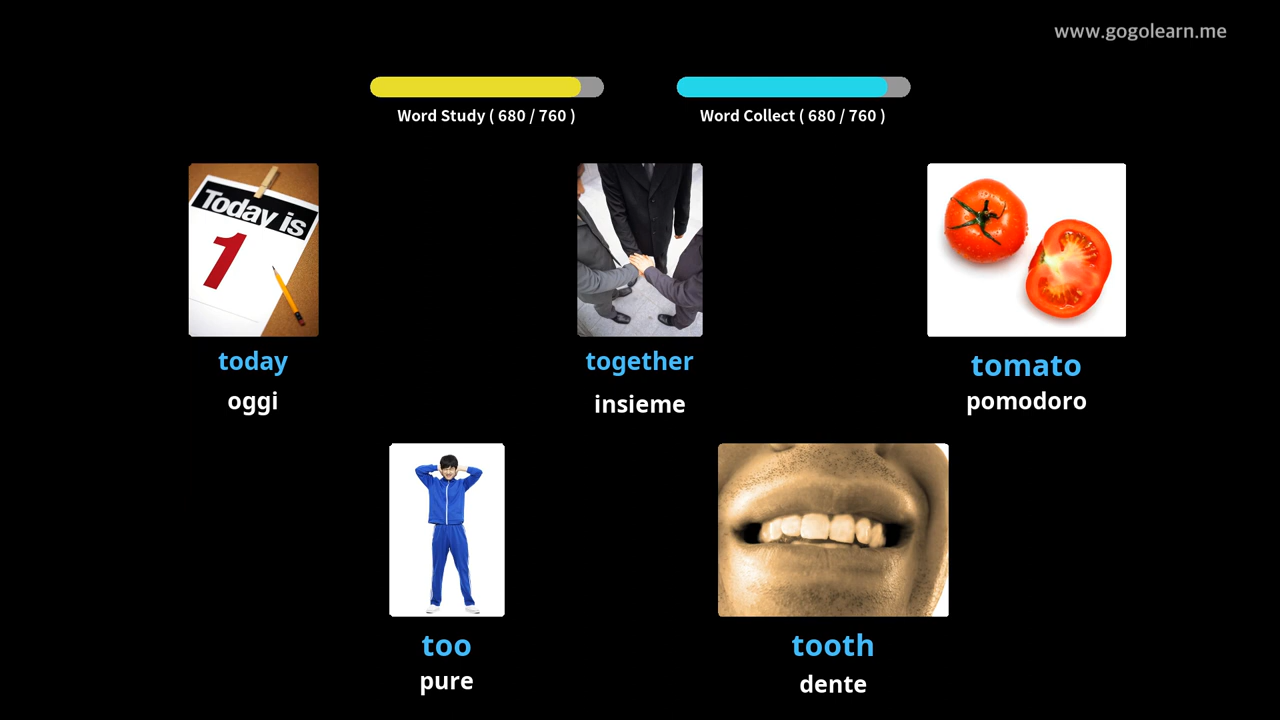 www.gogolearn.me
Word Study ( 680 / 760 )
Word Collect ( 680 / 760 )
Today is
1
today
oggi
together
insieme
tomato
pomodoro
too
pure
tooth
dente